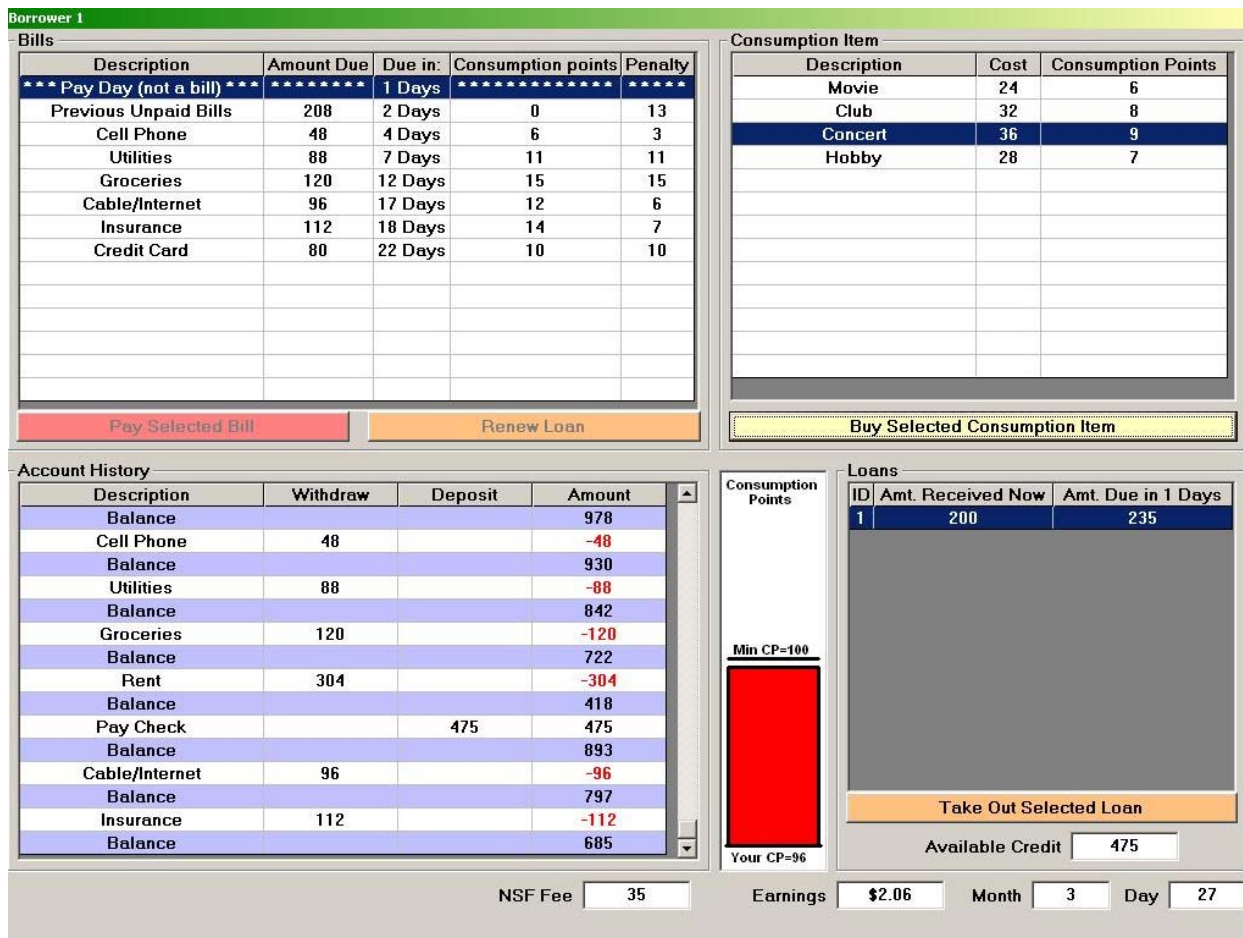 Borrower 1
Bills
Description Amount Due Due in: Consumption points Penalty
* * * Pay Day (not a bill) * * * * * * * * * * * 1 Days * * * * * * * * * * * * * * * * * *
Previous Unpaid Bills 208 2 Days 0 13
Cell Phone 48 4 Days 6 3
Utilities 88 7 Days 11 11
Groceries 120 12 Days 15 15
Cable/Internet 96 17 Days 12 6
Insurance 112 18 Days 14 7
Credit Card 80 22 Days 10 10
Pay Selected Bill Renew Loan
Consumption Item
Description Cost Consumption Points
Movie 24 6
Club 32 8
Concert 36 9
Hobby 28 7
Buy Selected Consumption Item
Account History
Description Withdraw Deposit Amount
Balance 978
Cell Phone 48 -48
Balance 930
Utilities 88 -88
Balance 842
Groceries 120 -120
Balance 722
Rent 304 -304
Balance 418
Pay Check 475 475
Balance 893
Cable/Internet 96 -96
Balance 797
Insurance 112 -112
Balance 685
Consumption
Points
Min CP=100
Your CP=96
Loans
ID Amt. Received Now Amt. Due in 1 Days
1 200 235
Take Out Selected Loan
Available Credit 475
NSF Fee 35 Earnings $2.06 Month 3 Day 27